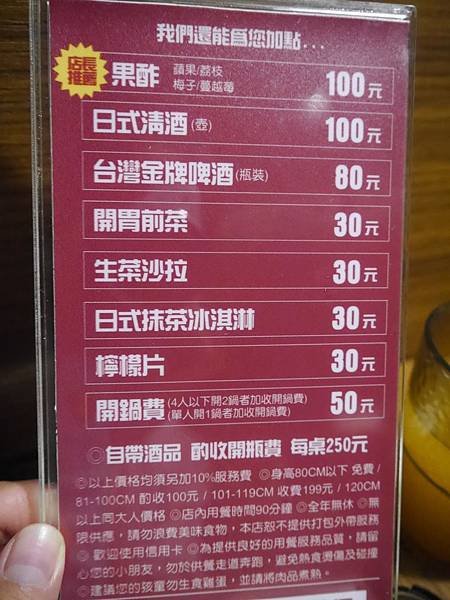 我們還能為您加點...
店長推薦
果醋 蘋果/荔枝 梅子/蔓越莓 100元
日式清酒(壺) 100元
台灣金牌啤酒(瓶裝) 80元
開胃前菜 30元
生菜沙拉 30元
日式抹茶冰淇淋 30元
檸檬片 30元
開鍋費 (4人以下開2鍋者加收開鍋費) (單人開1鍋者加收開鍋費) 50元
◎自帶酒品 酌收開瓶費 每桌250元
◎以上價格均須另加10%服務費 ◎身高80CM以下 免費/
81-100CM 酌收100元 / 101-119CM 收費199元 / 120CM
以上同大人價格 ◎店內用餐時間90分鐘 ◎全年無休 ◎無
限供應，請勿浪費美味食物，本店恕不提供打包外帶服務
◎ 歡迎使用信用卡 ◎為提供良好的用餐服務品質，請留
心您的小朋友，勿於供餐走道奔跑，避免熱食燙傷及碰撞
◎建議您的孩童勿生食雞蛋，並請將肉品煮熟。